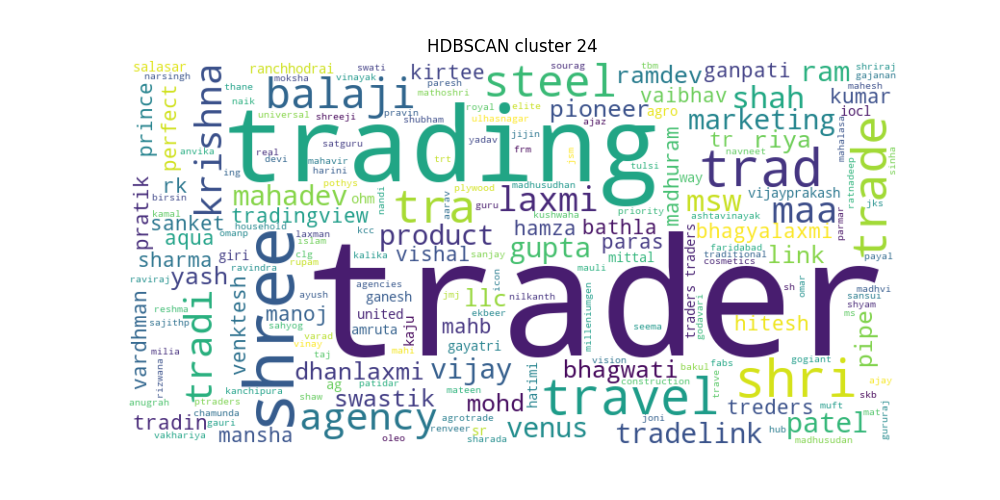 HDBSCAN cluster 24
salasar narsingh ranchhodrai swati moksha vinayak paresh kirtee steel sourag ramdev ganpati ram shriraj gajanan
thane naik balaji mathoshri pravin shubham royal elite ulhasnagar pioneer agro vaibhav shah kumar mahesh
prince perfect krishna universal shreeji trading yadav jijin ajaz marketing iocl
anvika real devi satguru mahavir harini frm jsm tr riya navneet mahalasa trade sinha
ing pothys trt tulsi madhuram trad ratnadeep
rk birsin mahadev ohm nandi tra aarav plywood guru madhusudhan laxmi kushwaha priority way msw vijayprakash jks
pratik kamal sanket omanp household tradingview kcc product hamza bathla ashtavinayak maa parmar
aqua islam laxman clg rupam kalika vishal sanjay gupta paras mittal bhagyalaxmi faridabad traditional cosmetics link payal
sharma giri shree trader mauli traders traders
raviraj yash ravindra ayush agencies ganesh jmj llc icon nilkanth milieniumgen godavari sh omar madhvi sansui shyam
vardhman reshma sajithp tradi venktesh manoj sahyog united amruta kaju mahb ekbeer seema hitesh ms pipe
milia varad vinay taj mahi gayatri vision bakul fabs gogiant
rizwana kanchipura dhanlaxmi vijay bhagwati construction trave shri ajay
anugrah ptraders shaw ag patidar swastik mateen mohd hatimi travel joni treders muft skb mat
tradin chamunda gauri agency agrotrade renveer sr venus tradelink hub patel gururaj
vakhariya mansha oleo sharada madhusudan